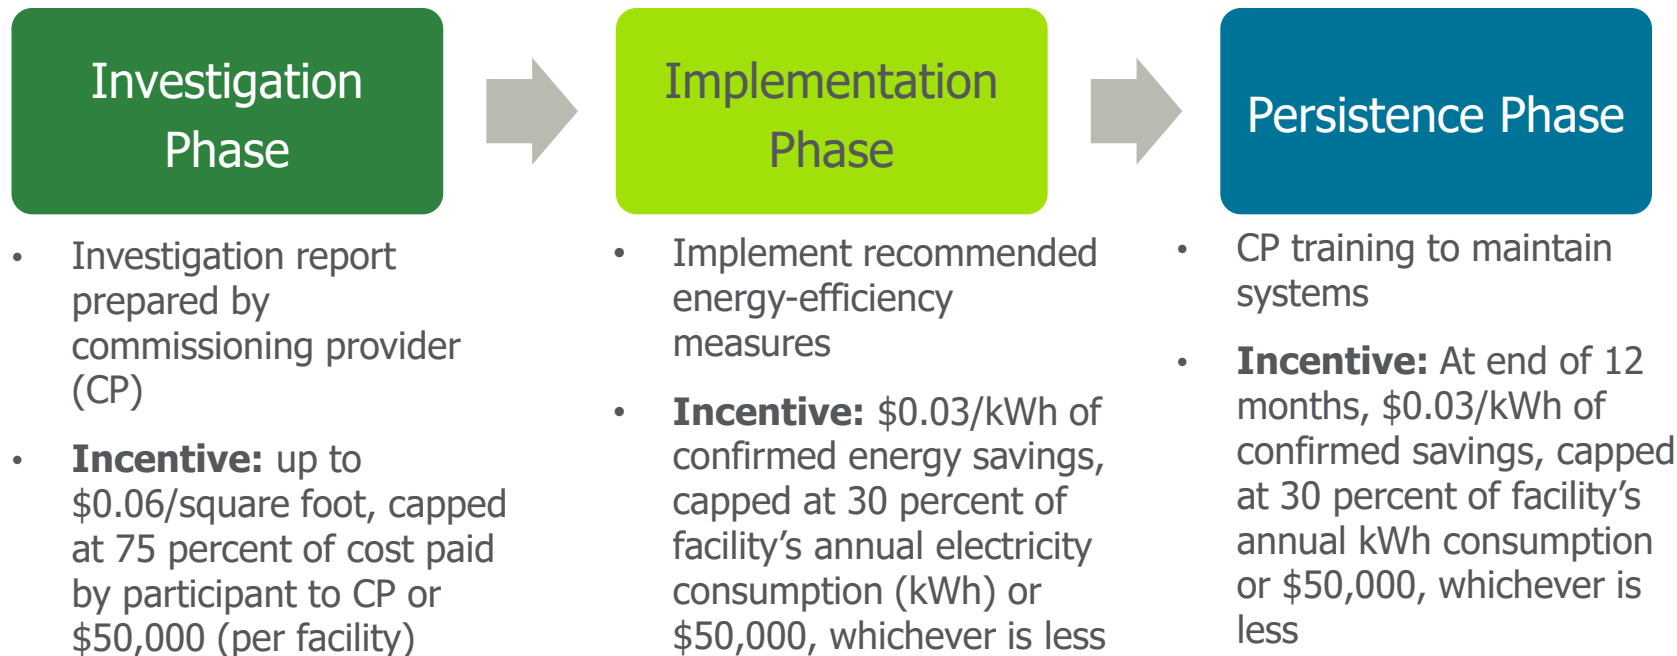 Investigation
Phase
• Investigation report
prepared by
commissioning provider
(CP)
• Incentive: up to
$0.06/square foot, capped
at 75 percent of cost paid
by participant to CP or
$50,000 (per facility)
Implementation
Phase
• Implement recommended
energy-efficiency
measures
• Incentive: $0.03/kWh of
confirmed energy savings,
capped at 30 percent of
facility’s annual electricity
consumption (kWh) or
$50,000, whichever is less
Persistence Phase
• CP training to maintain
systems
• Incentive: At end of 12
months, $0.03/kWh of
confirmed savings, capped
at 30 percent of facility’s
annual kWh consumption
or $50,000, whichever is
less